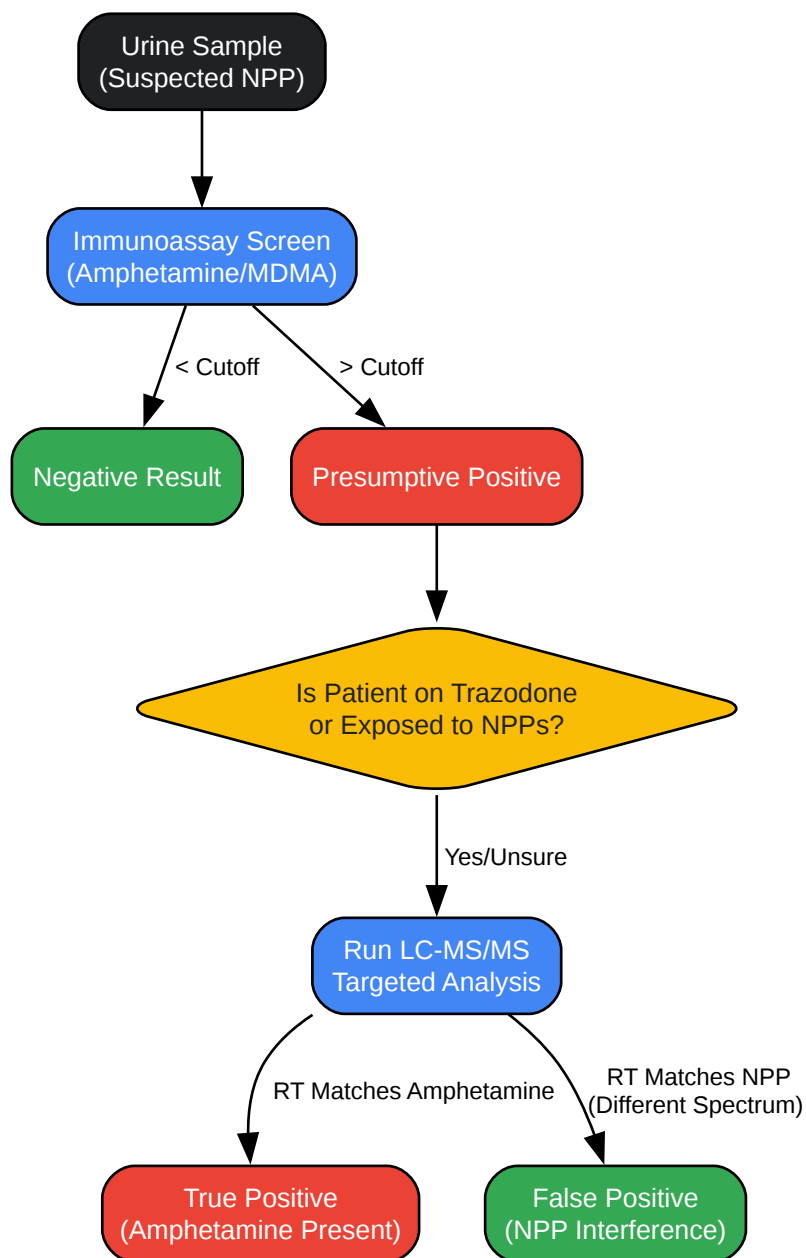 Urine Sample
(Suspected NPP)
Immunoassay Screen
(Amphetamine/MDMA)
< Cutoff
> Cutoff
Negative Result
Presumptive Positive
Is Patient on Trazodone
or Exposed to NPPs?
Yes/Unsure
Run LC-MS/MS
Targeted Analysis
RT Matches Amphetamine
RT Matches NPP
(Different Spectrum)
True Positive
(Amphetamine Present)
False Positive
(NPP Interference)